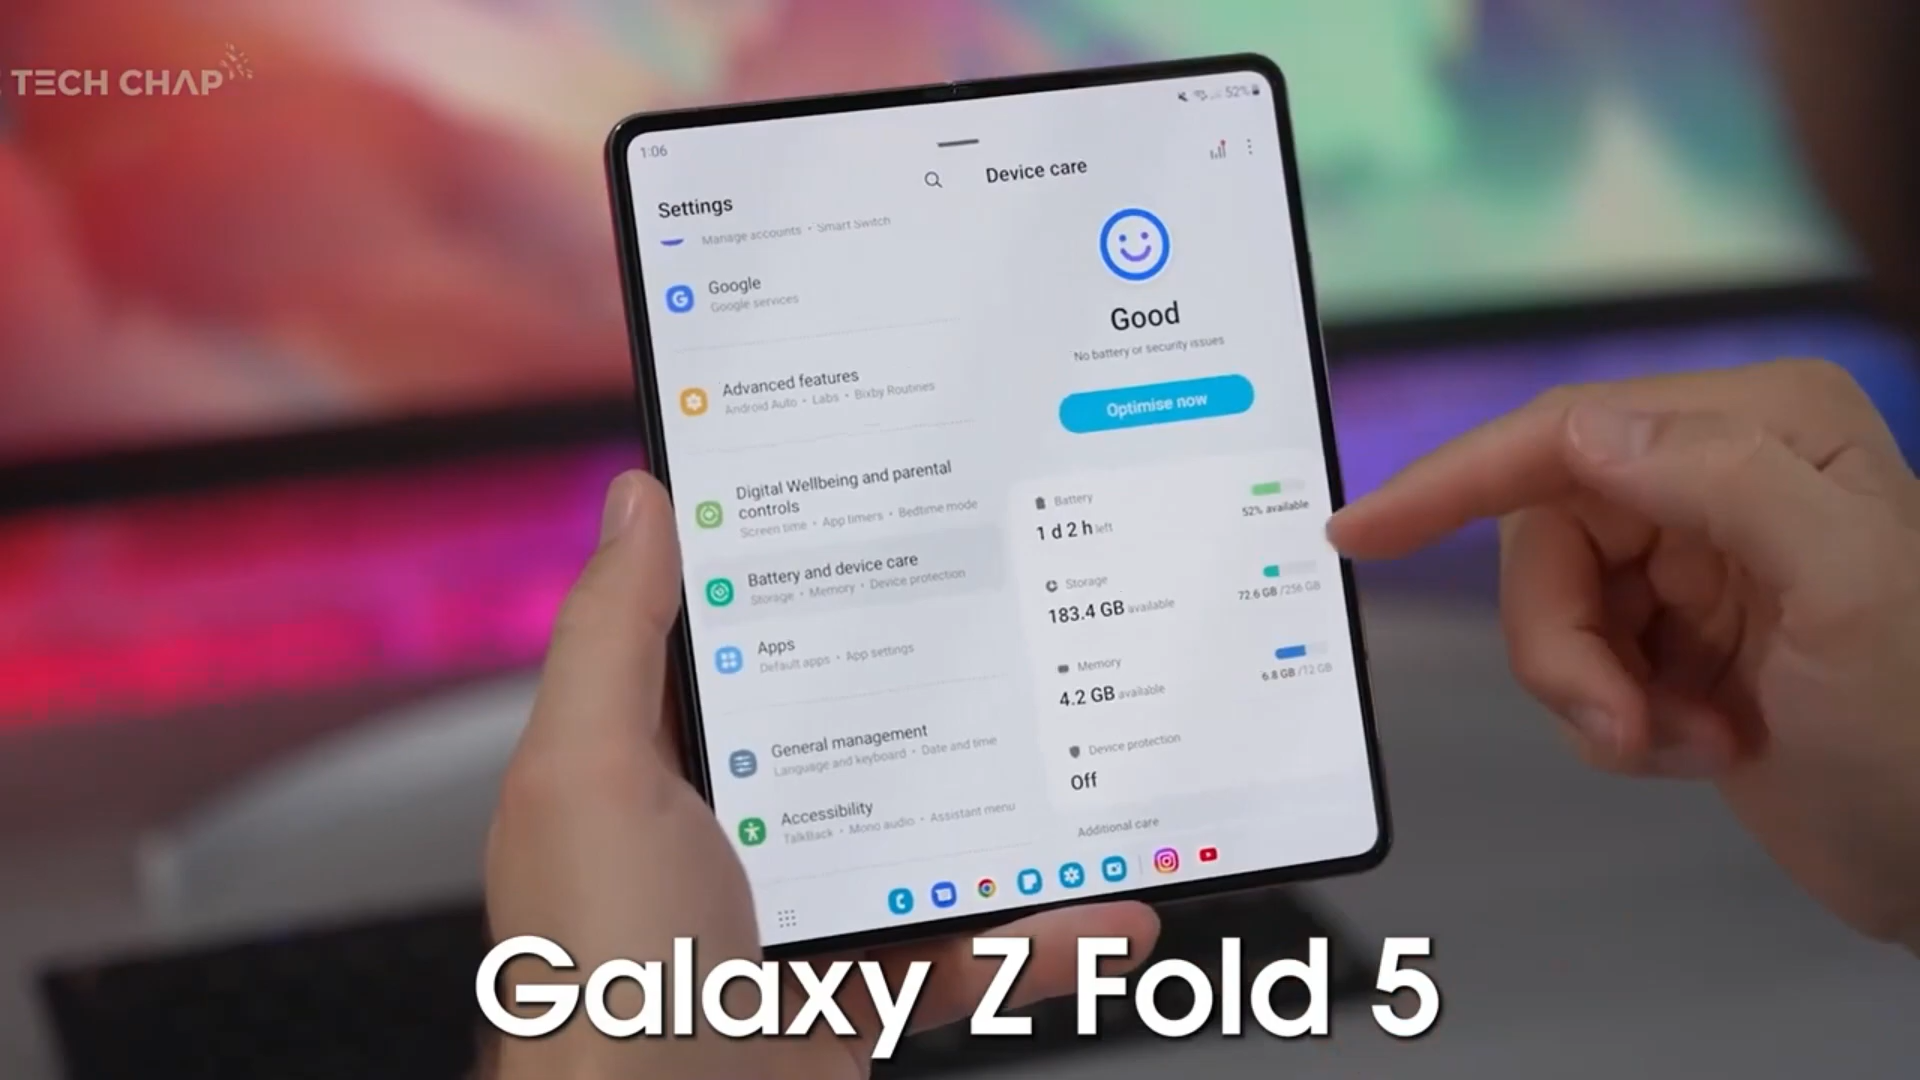 E TECH CHAP
1:06
52%
Settings
Manage accounts • Smart Switch
Google
Google services
Advanced features
Android Auto • Labs • Bixby Routines
Digital Wellbeing and parental
controls
Screen time • App timers • Bedtime mode
Battery and device care
Storage • Memory • Device protection
Apps
Default apps • App settings
General management
Language and keyboard • Date and time
Accessibility
TalkBack • Mono audio • Assistant menu
Device care
Good
No battery or security issues
Optimise now
Battery
1 d 2 h left
52% available
Storage
183.4 GB available
72.6 GB /256 GB
Memory
4.2 GB available
6.8 GB /12 GB
Device protection
Off
Additional care
Galaxy Z Fold 5